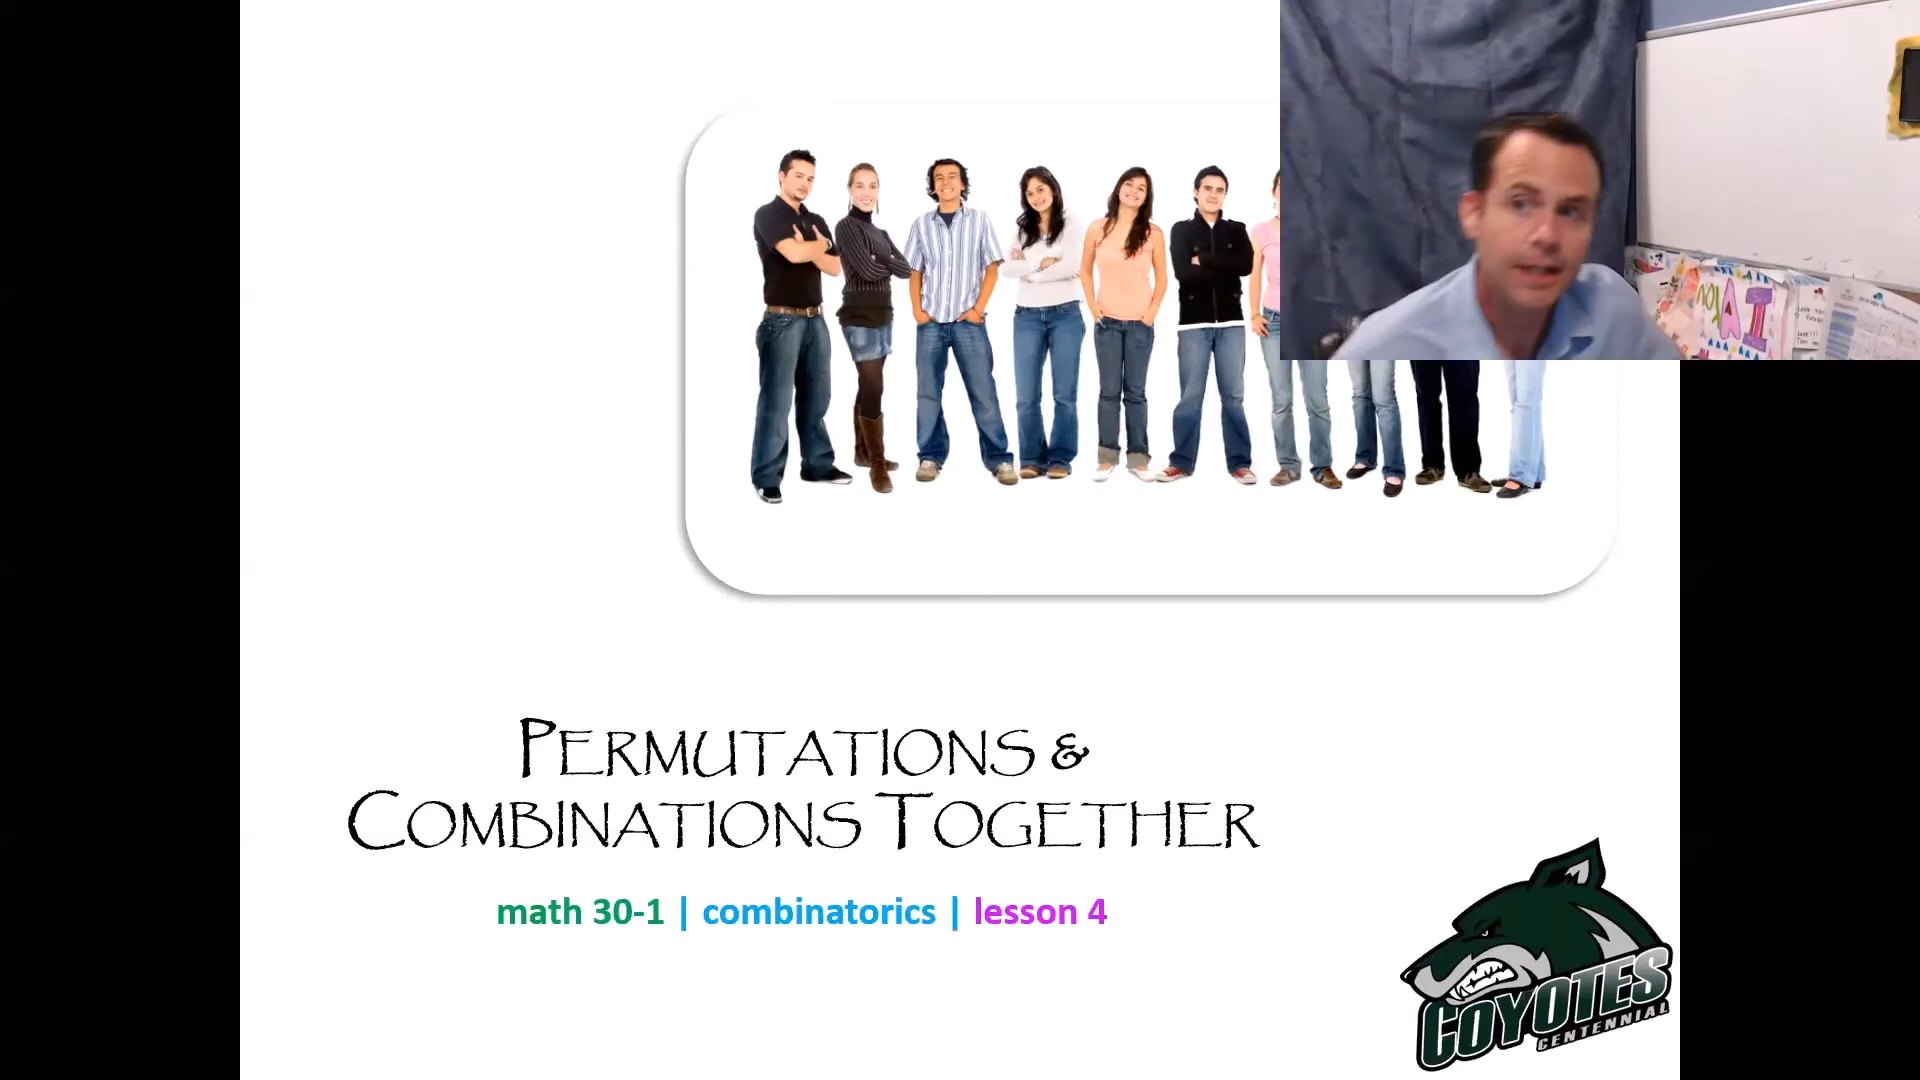 PERMUTATIONS &
COMBINATIONS TOGETHER
math 30-1 | combinatorics | lesson 4
COYOTES
CENTENNIAL